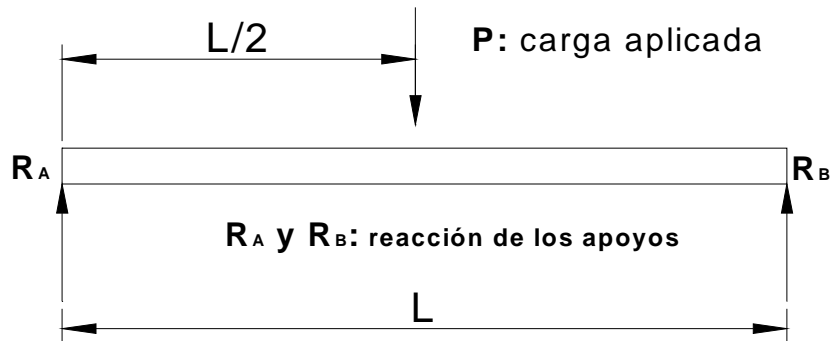 L/2
P: carga aplicada
RA
RB
RA y RB: reacción de los apoyos
L